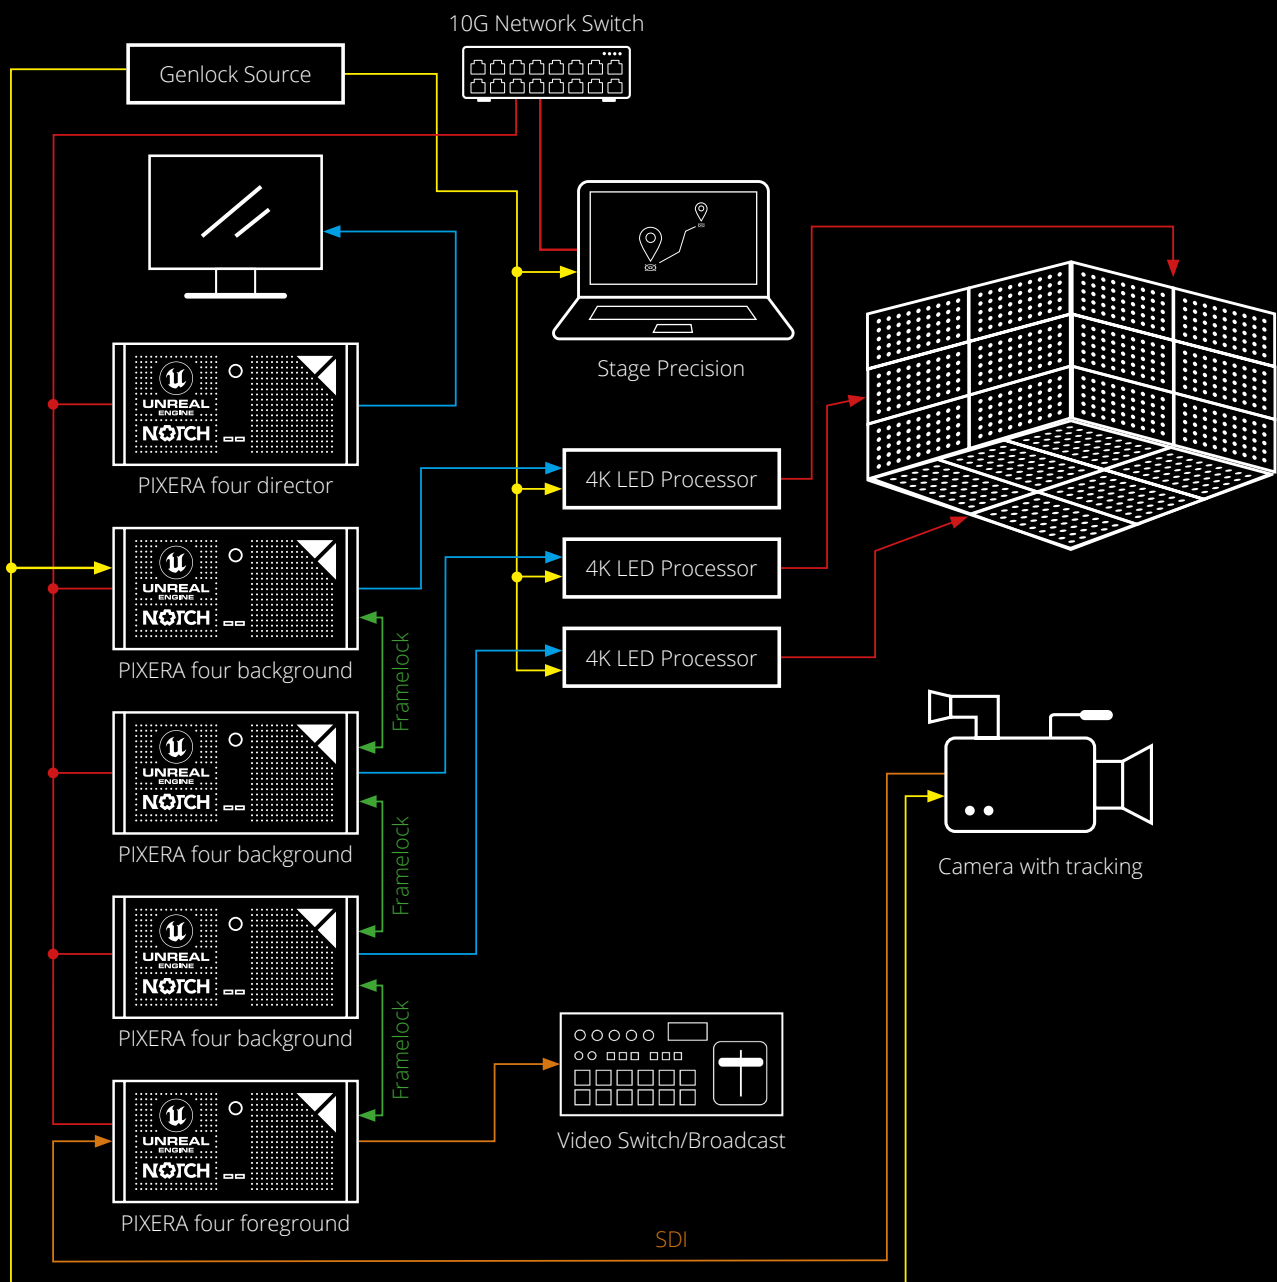 10G Network Switch
Genlock Source
Stage Precision
UNREAL
ENGINE
NOTCH
PIXERA four director
4K LED Processor
UNREAL
ENGINE
NOTCH
4K LED Processor
PIXERA four background
Framelock
4K LED Processor
UNREAL
ENGINE
NOTCH
PIXERA four background
Framelock
Camera with tracking
UNREAL
ENGINE
NOTCH
PIXERA four background
Framelock
UNREAL
ENGINE
NOTCH
Video Switch/Broadcast
PIXERA four foreground
SDI